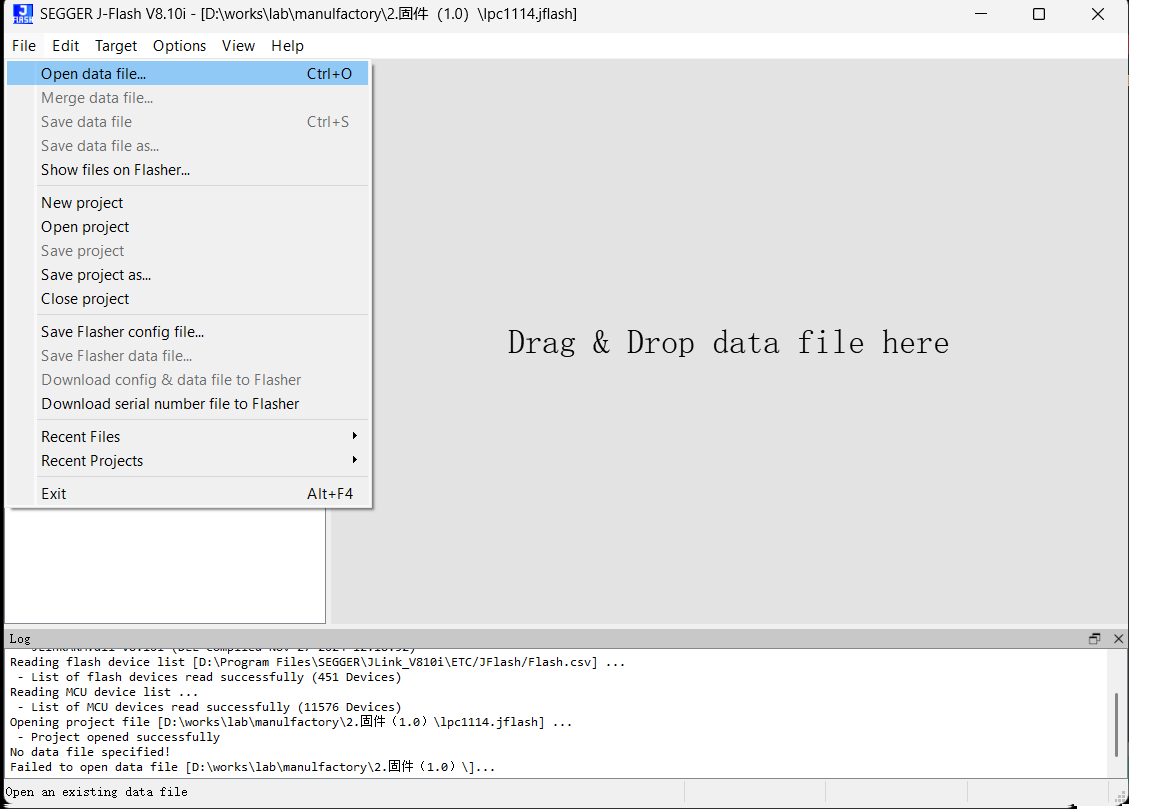 SEGGER J-Flash V8.10i - [D:\works\lab\manulfactory\2.固件（1.0）\lpc1114.jflash]
File Edit Target Options View Help
Open data file... Ctrl+O
Merge data file...
Save data file Ctrl+S
Save data file as...
Show files on Flasher...
New project
Open project
Save project
Save project as...
Close project
Save Flasher config file...
Save Flasher data file...
Download config & data file to Flasher
Download serial number file to Flasher
Recent Files
Recent Projects
Exit Alt+F4
Drag & Drop data file here
Log
Reading flash device list [D:\Program Files\SEGGER\JLink_V810i\ETC/JFlash/Flash.csv] ...
- List of flash devices read successfully (451 Devices)
Reading MCU device list ...
- List of MCU devices read successfully (11576 Devices)
Opening project file [D:\works\lab\manulfactory\2.固件（1.0）\lpc1114.jflash] ...
- Project opened successfully
No data file specified!
Failed to open data file [D:\works\lab\manulfactory\2.固件（1.0）\]...
Open an existing data file